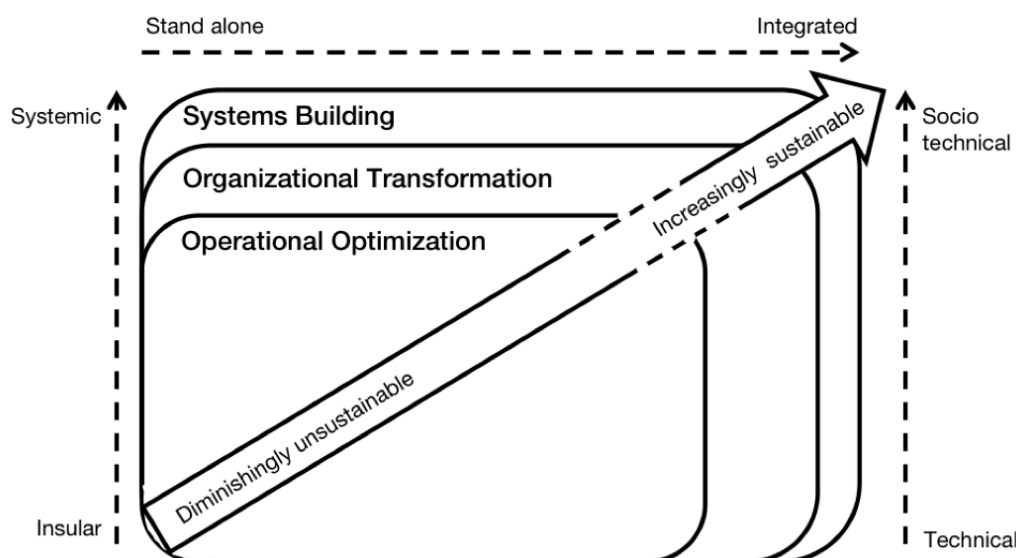 Stand alone
Integrated
Systemic
Systems Building
Socio
technical
Organizational Transformation
Increasingly sustainable
Operational Optimization
Diminishingly unsustainable
Insular
Technical